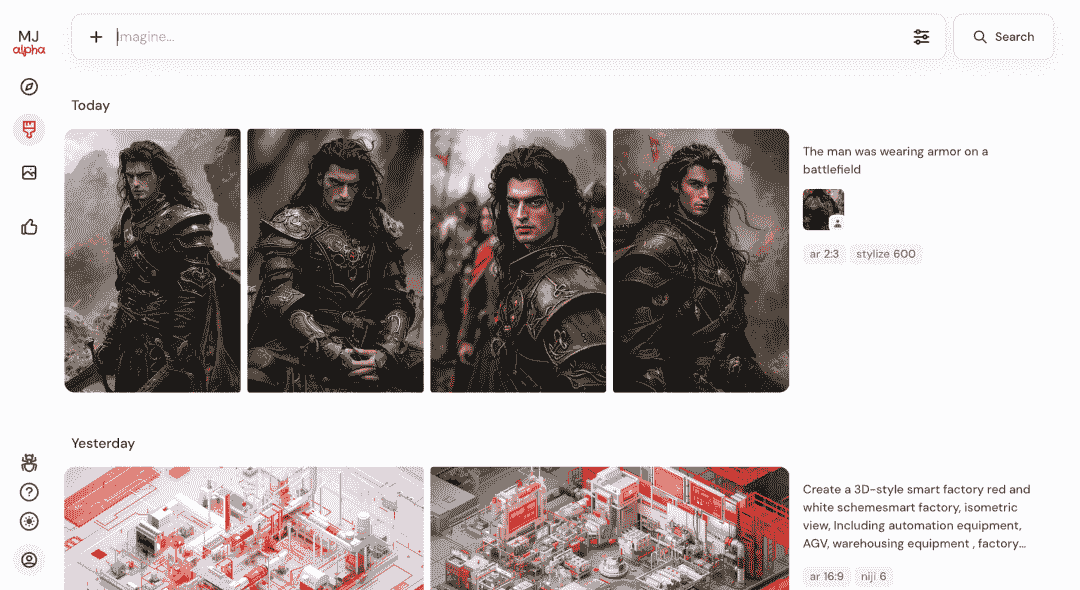 MJ
alpha
Imagine...
Search
Today
The man was wearing armor on a
battlefield
ar 2:3
stylize 600
Yesterday
Create a 3D-style smart factory red and
white schemesmart factory, isometric
view, Including automation equipment,
AGV, warehousing equipment , factory...
ar 16:9
niji 6